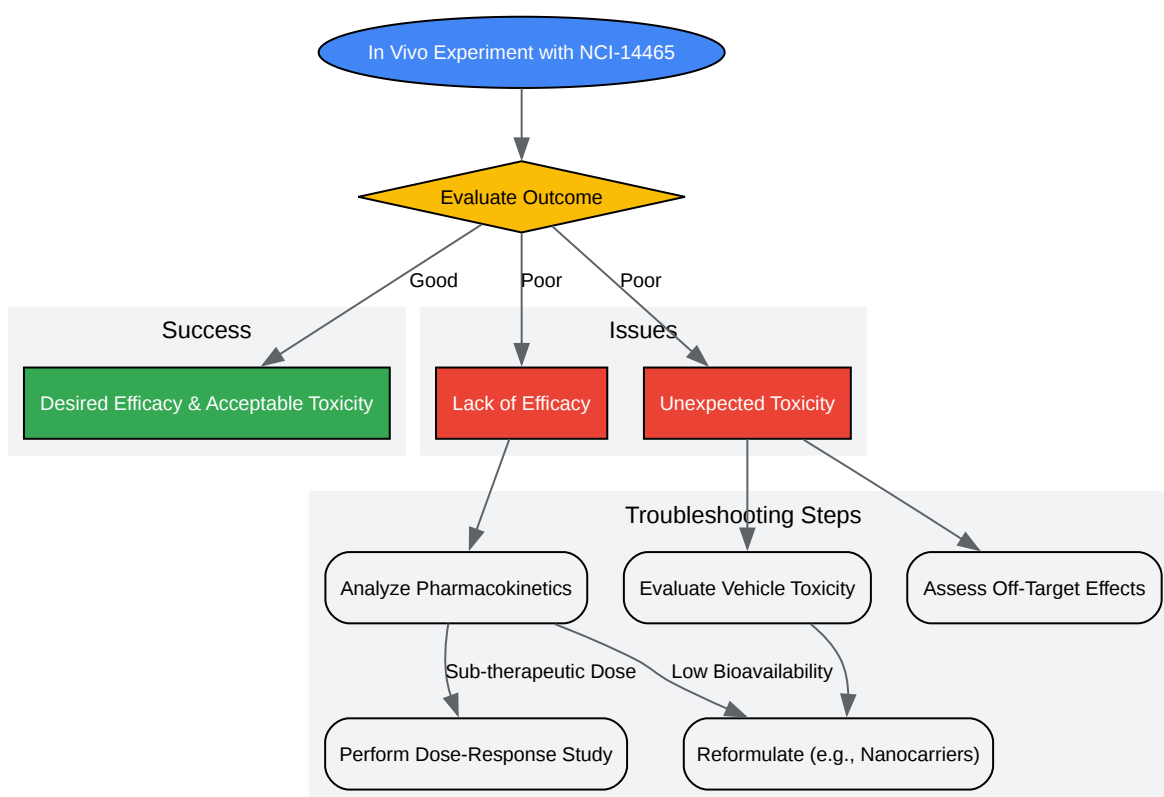 In Vivo Experiment with NCI-14465
Evaluate Outcome
Good
Poor
Poor
Success
Issues
Desired Efficacy & Acceptable Toxicity
Lack of Efficacy
Unexpected Toxicity
Troubleshooting Steps
Analyze Pharmacokinetics
Evaluate Vehicle Toxicity
Assess Off-Target Effects
Sub-therapeutic Dose
Low Bioavailability
Perform Dose-Response Study
Reformulate (e.g., Nanocarriers)